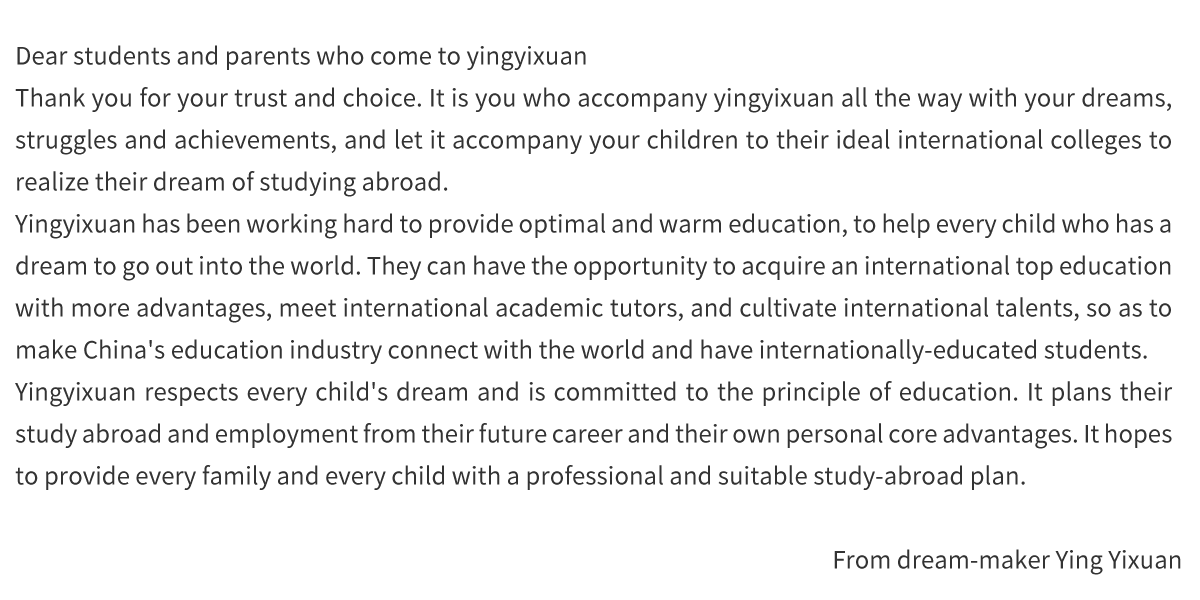 Dear students and parents who come to yingyixuan
Thank you for your trust and choice. It is you who accompany yingyixuan all the way with your dreams,
struggles and achievements, and let it accompany your children to their ideal international colleges to
realize their dream of studying abroad.
Yingyixuan has been working hard to provide optimal and warm education, to help every child who has a
dream to go out into the world. They can have the opportunity to acquire an international top education
with more advantages, meet international academic tutors, and cultivate international talents, so as to
make China's education industry connect with the world and have internationally-educated students.
Yingyixuan respects every child's dream and is committed to the principle of education. It plans their
study abroad and employment from their future career and their own personal core advantages. It hopes
to provide every family and every child with a professional and suitable study-abroad plan.
From dream-maker Ying Yixuan